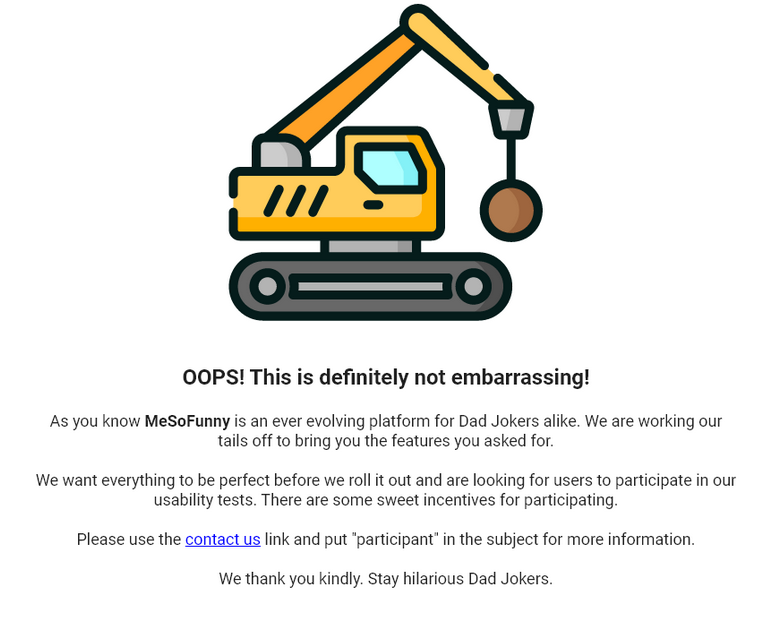 OOPS! This is definitely not embarrassing!
As you know MeSoFunny is an ever evolving platform for Dad Jokers alike. We are working our
tails off to bring you the features you asked for.
We want everything to be perfect before we roll it out and are looking for users to participate in our
usability tests. There are some sweet incentives for participating.
Please use the contact us link and put "participant" in the subject for more information.
We thank you kindly. Stay hilarious Dad Jokers.